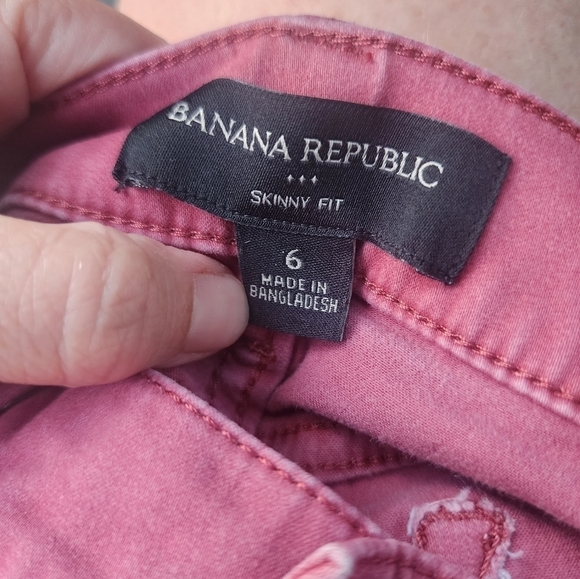 BANANA REPUBLIC
SKINNY FIT
6
MADE IN
BANGLADESH